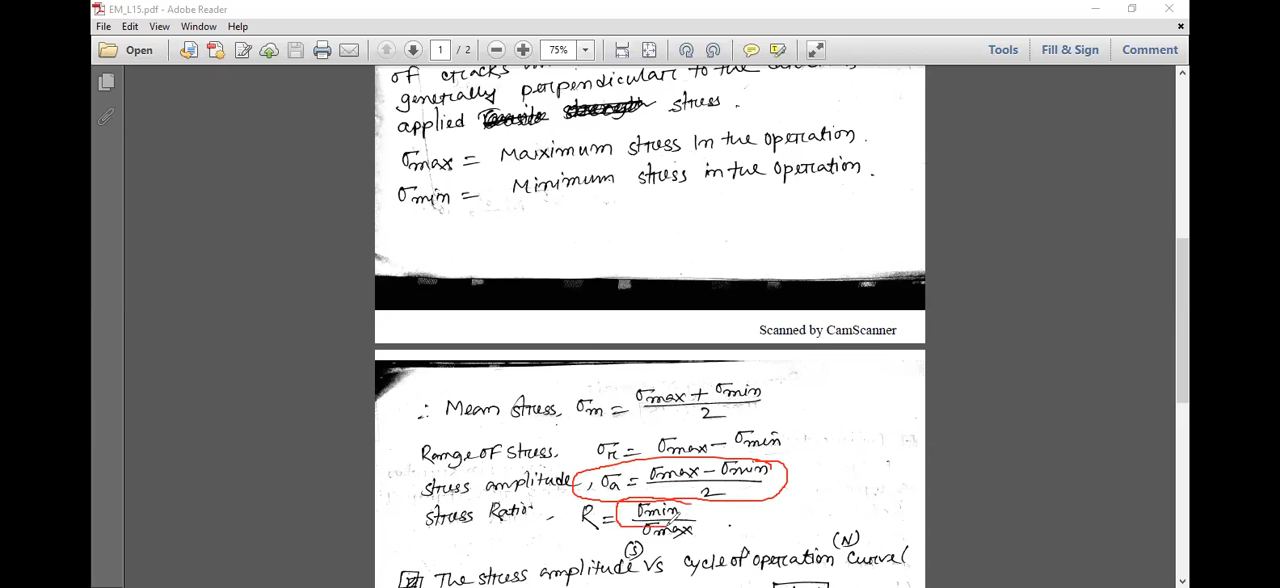 EM_L15.pdf - Adobe Reader
File Edit View Window Help
Open 1 / 2 75% Tools Fill & Sign Comment
of cracks
generally perpendicular to the
applied stress.
σmax = Maximum stress in the operation.
σmin = Minimum stress in the operation.
Scanned by CamScanner
∴ Mean stress, σm = (σmax + σmin)/2
Range of stress. σr = σmax - σmin
stress amplitude, σa = (σmax - σmin)/2
stress Ratio. R = σmin/σmax
(S) (N)
The stress amplitude vs cycle of operation curve